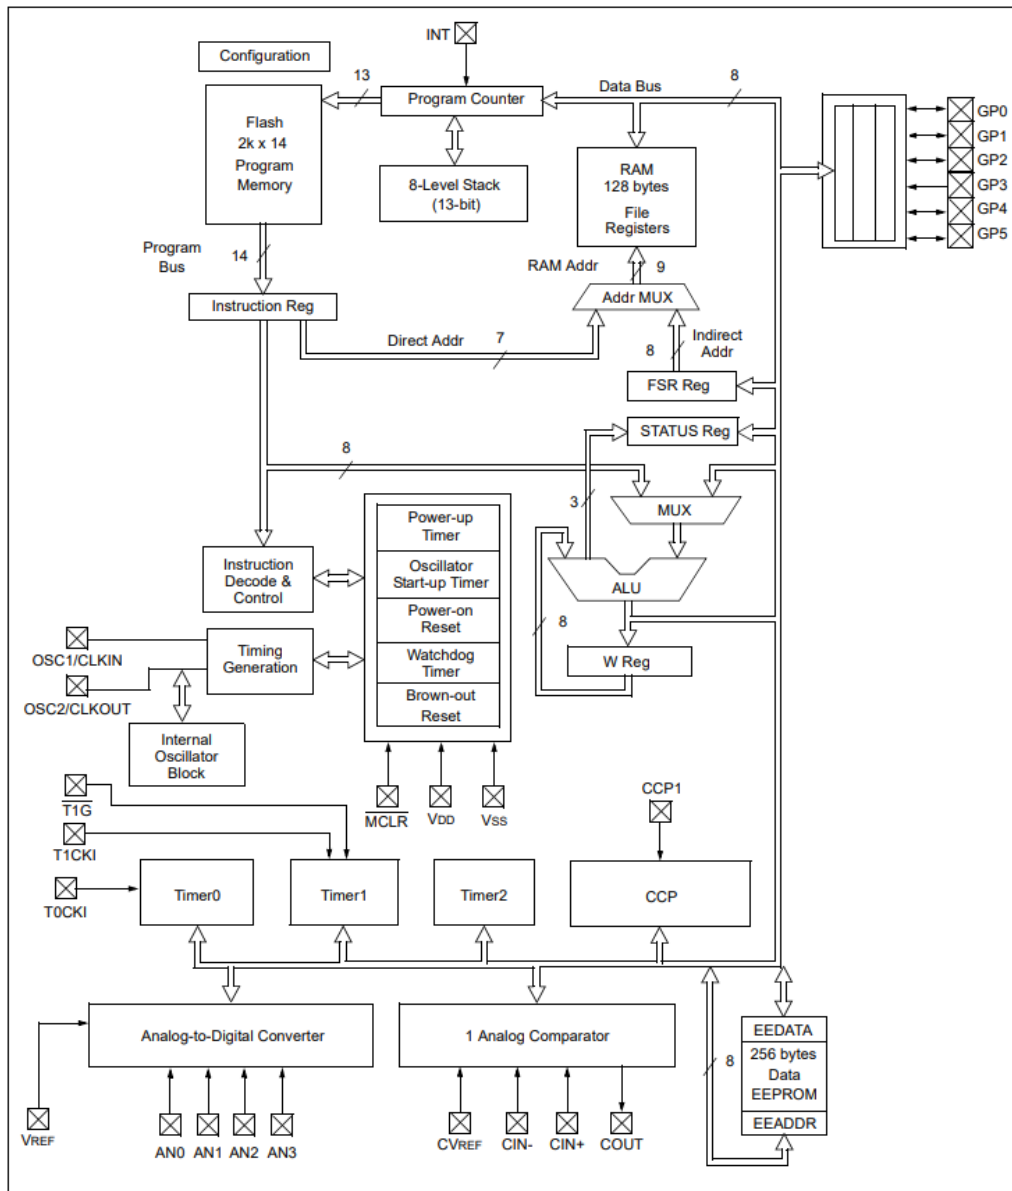 INT
Configuration
13
Program Counter
Data Bus
8
Flash
2k x 14
Program
Memory
8-Level Stack
(13-bit)
RAM
128 bytes
File
Registers
GP0
GP1
GP2
GP3
GP4
GP5
Program
Bus
14
RAM Addr
9
Instruction Reg
Addr MUX
Direct Addr
7
8
Indirect
Addr
FSR Reg
STATUS Reg
8
3
MUX
Power-up
Timer
Instruction
Decode &
Control
Oscillator
Start-up Timer
ALU
Power-on
Reset
8
OSC1/CLKIN
Timing
Generation
Watchdog
Timer
W Reg
OSC2/CLKOUT
Brown-out
Reset
Internal
Oscillator
Block
T1G
MCLR
VDD
VSS
CCP1
T1CKI
T0CKI
Timer0
Timer1
Timer2
CCP
Analog-to-Digital Converter
1 Analog Comparator
EEDATA
8
256 bytes
Data
EEPROM
EEADDR
VREF
AN0
AN1
AN2
AN3
CVREF
CIN-
CIN+
COUT